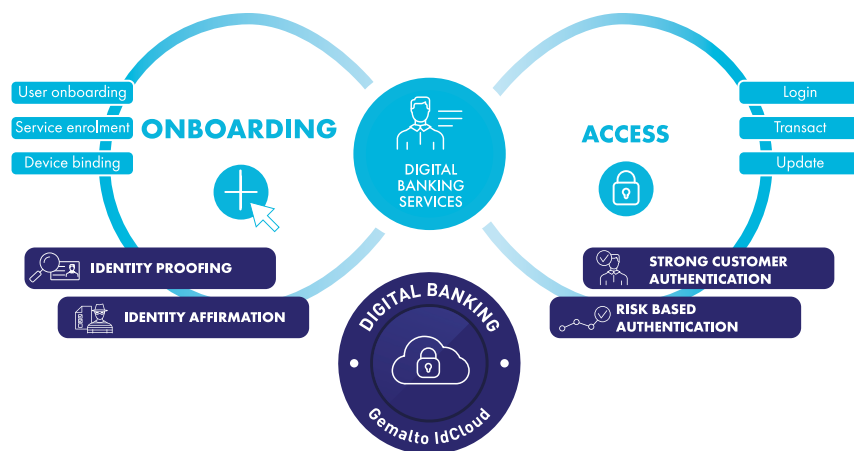 User onboarding
Service enrolment
Device binding
ONBOARDING
DIGITAL
BANKING
SERVICES
ACCESS
Login
Transact
Update
IDENTITY PROOFING
IDENTITY AFFIRMATION
STRONG CUSTOMER
AUTHENTICATION
RISK BASED
AUTHENTICATION
DIGITAL BANKING
Gemalto IdCloud